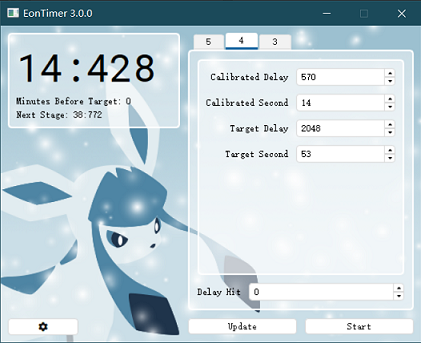 EonTimer 3.0.0
14:428
Minutes Before Target: 0
Next Stage: 38:772
5 4 3
Calibrated Delay 570
Calibrated Second 14
Target Delay 2048
Target Second 53
Delay Hit 0
Update Start